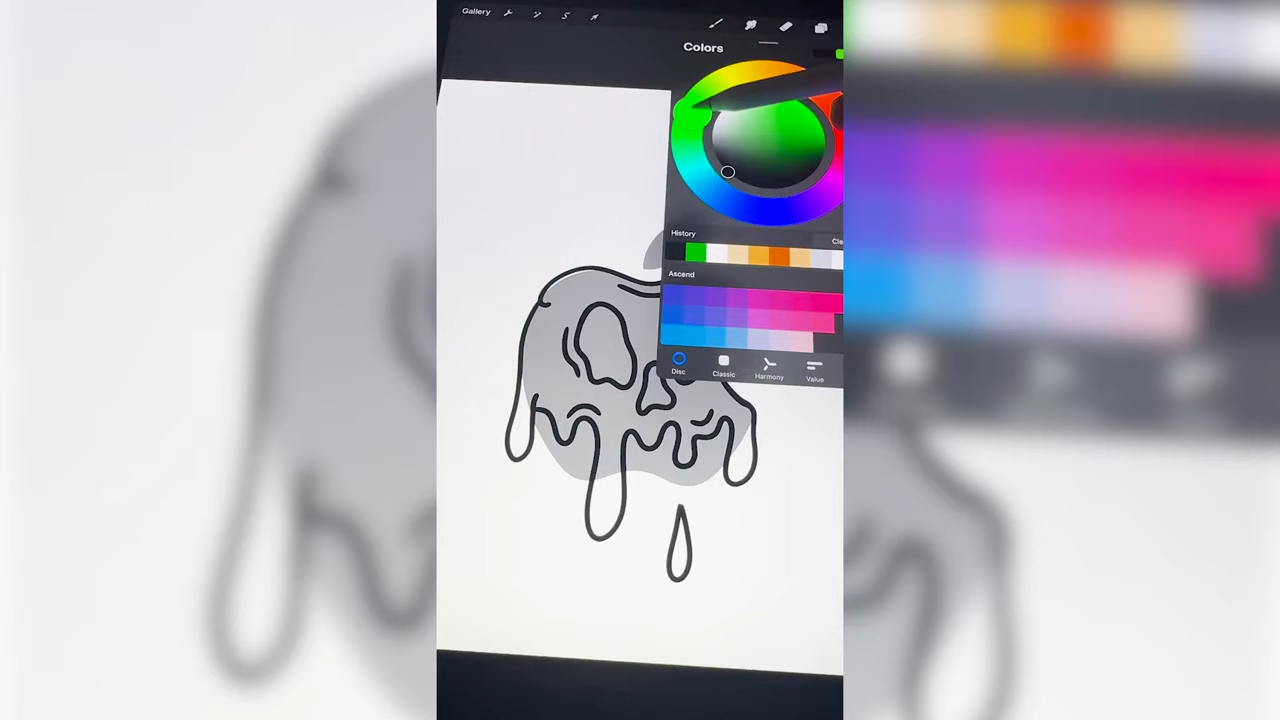 Gallery
Colors
History
Ascend
Disc
Classic
Harmony
Value